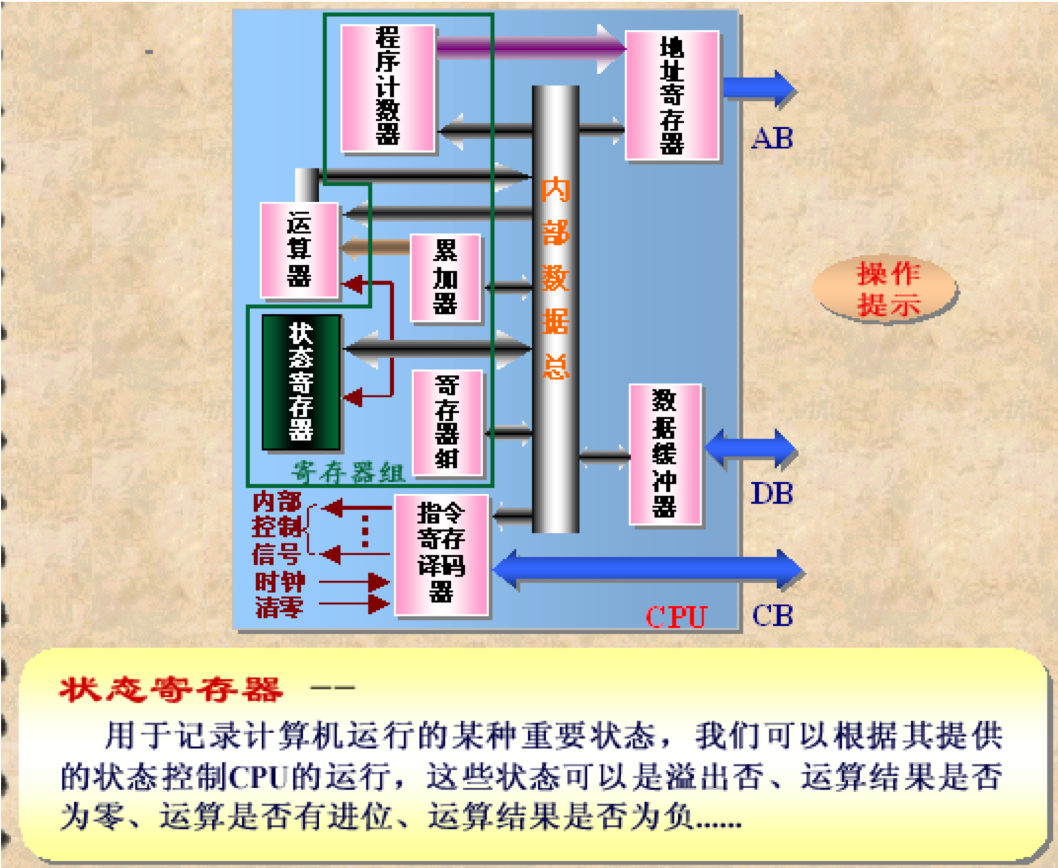 程序计数器
地址寄存器
AB
运算器
累加器
内部数据总
操作
提示
状态寄存器
寄存器组
数据缓冲器
寄存器组
DB
内部
控制
信号
时钟
清零
指令
寄存
译码
器
CPU
CB
状态寄存器 --
用于记录计算机运行的某种重要状态，我们可以根据其提供
的状态控制CPU的运行，这些状态可以是溢出否、运算结果是否
为零、运算是否有进位、运算结果是否为负......